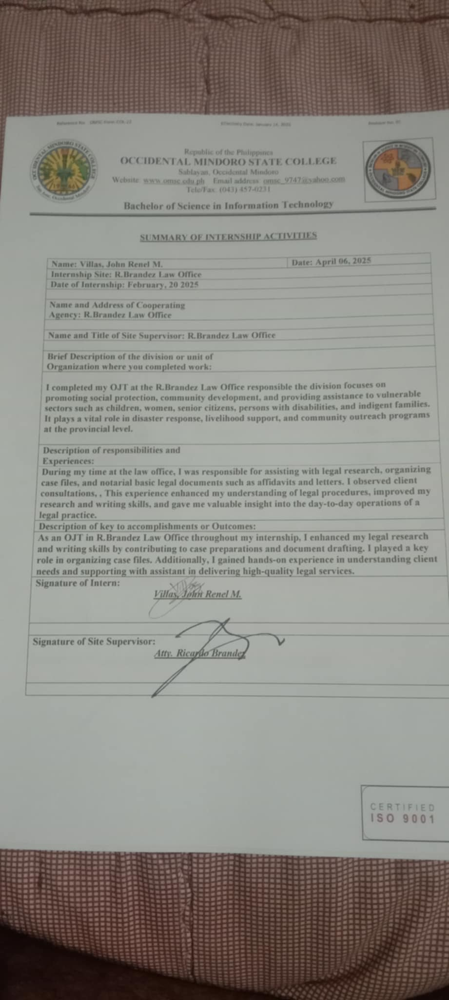 Reference No. OMSC-Form-COL-22
Effectivity Date: January 14, 2025
Revision No. 01
Republic of the Philippines
OCCIDENTAL MINDORO STATE COLLEGE
Sablayan, Occidental Mindoro
Website: www.omsc.edu.ph Email address: omsc_9747@yahoo.com
Tele/Fax: (043) 457-0231
Bachelor of Science in Information Technology
OCCIDENTAL MINDORO STATE COLLEGE
San Jose, Occidental Mindoro
SUMMARY OF INTERNSHIP ACTIVITIES
Name: Villas, John Renel M.
Date: April 06, 2025
Internship Site: R.Brandez Law Office
Date of Internship: February, 20 2025
Name and Address of Cooperating
Agency: R.Brandez Law Office
Name and Title of Site Supervisor: R.Brandez Law Office
Brief Description of the division or unit of
Organization where you completed work:
I completed my OJT at the R.Brandez Law Office responsible the division focuses on
promoting social protection, community development, and providing assistance to vulnerable
sectors such as children, women, senior citizens, persons with disabilities, and indigent families.
It plays a vital role in disaster response, livelihood support, and community outreach programs
at the provincial level.
Description of responsibilities and
Experiences:
During my time at the law office, I was responsible for assisting with legal research, organizing
case files, and notarial basic legal documents such as affidavits and letters. I observed client
consultations, , This experience enhanced my understanding of legal procedures, improved my
research and writing skills, and gave me valuable insight into the day-to-day operations of a
legal practice.
Description of key to accomplishments or Outcomes:
As an OJT in R.Brandez Law Office throughout my internship, I enhanced my legal research
and writing skills by contributing to case preparations and document drafting. I played a key
role in organizing case files. Additionally, I gained hands-on experience in understanding client
needs and supporting with assistant in delivering high-quality legal services.
Signature of Intern:
Villas, John Renel M.
Signature of Site Supervisor:
Atty. Ricardo Brandez
CERTIFIED
ISO 9001